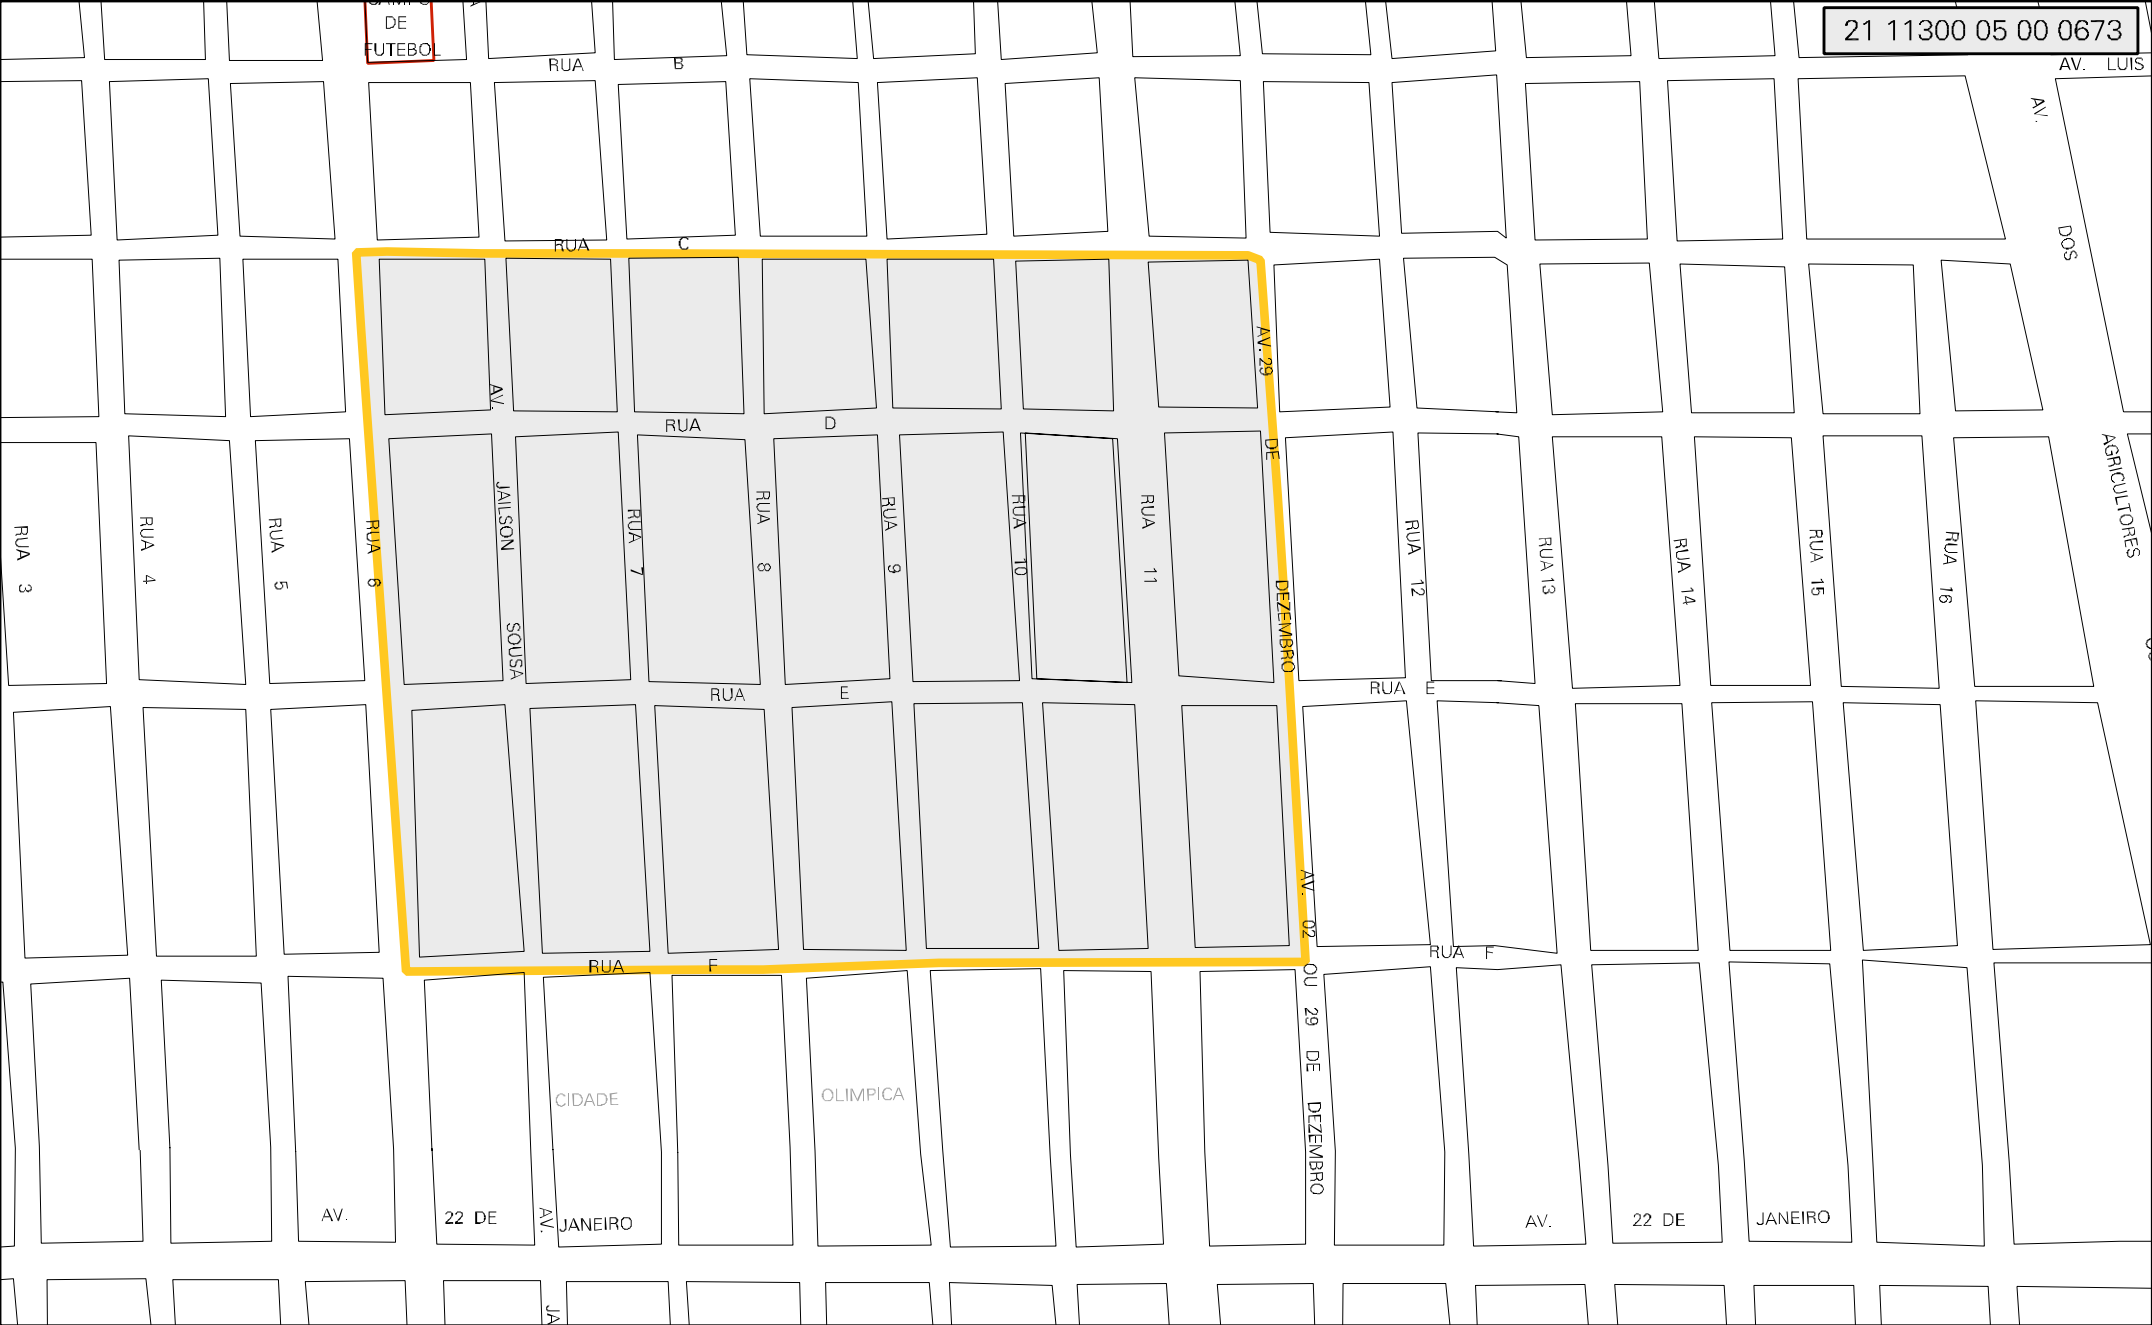 CAMPO
DE
FUTEBOL
21 11300 05 00 0673
RUA B
AV. LUIS
AV. DOS AGRICULTORES
RUA C
AV. 29 DE DEZEMBRO
AV. JAILSON SOUSA
RUA D
RUA 3
RUA 4
RUA 5
RUA 6
RUA 7
RUA 8
RUA 9
RUA 10
RUA 11
RUA 12
RUA 13
RUA 14
RUA 15
RUA 16
RUA E
RUA E
AV. 02 OU 29 DE DEZEMBRO
RUA F
RUA F
CIDADE OLIMPICA
AV. 22 DE JANEIRO
AV.
JA
AV. 22 DE JANEIRO